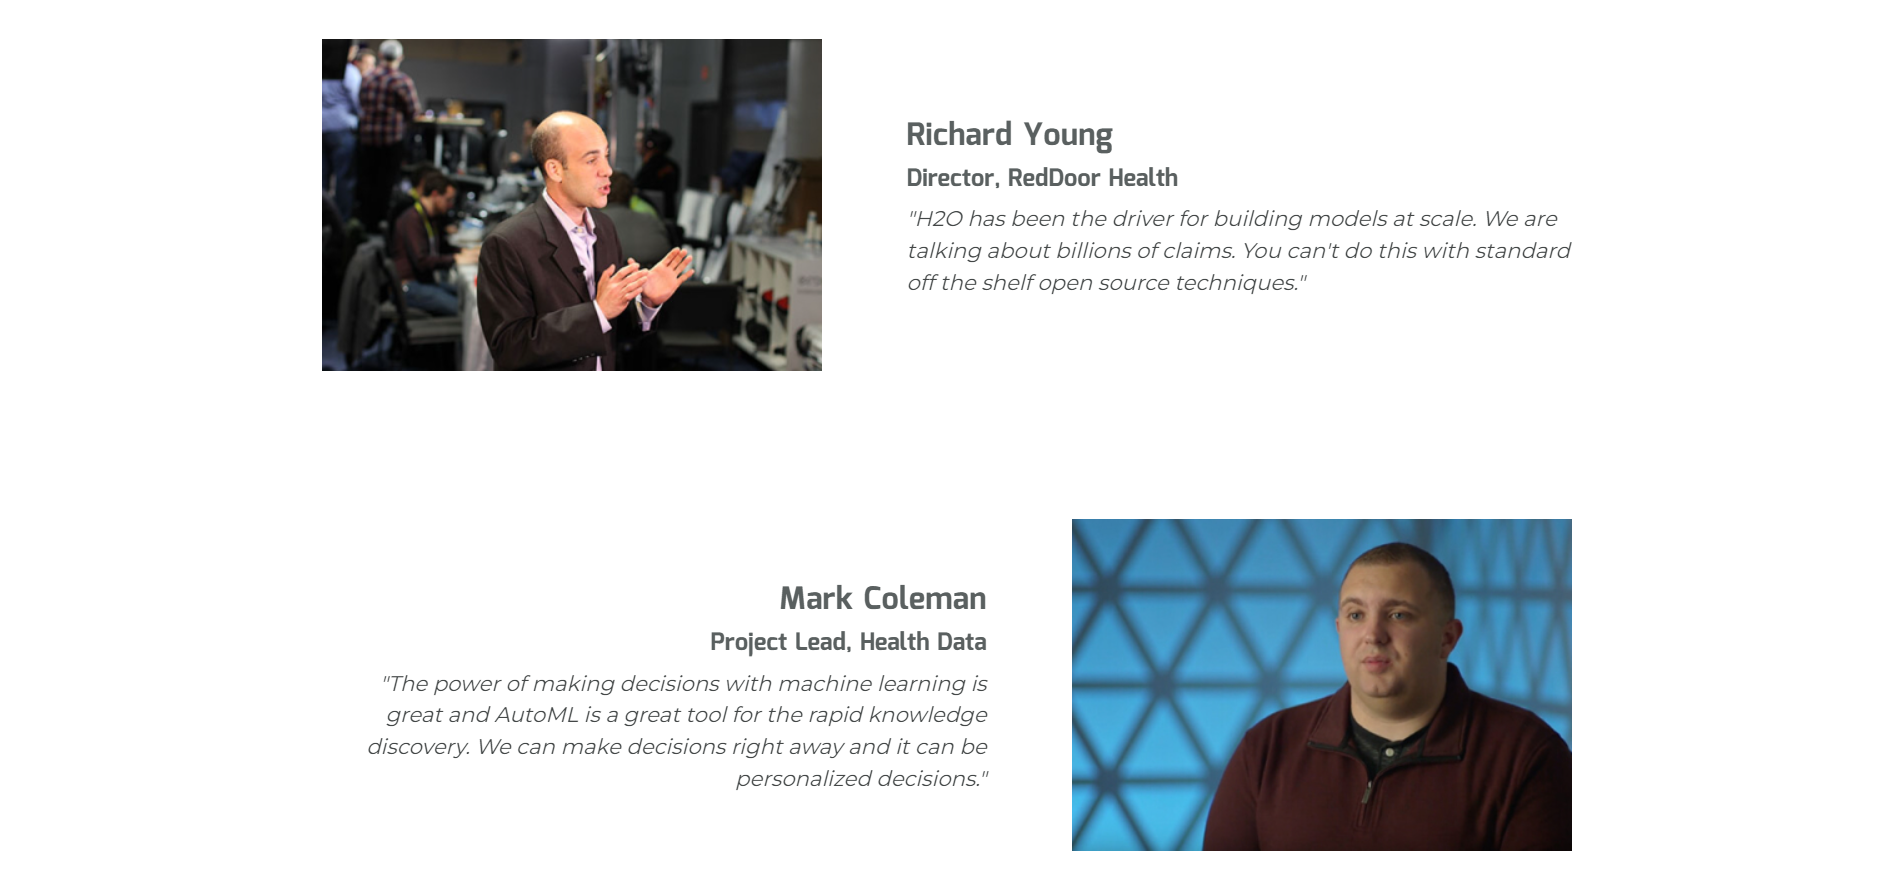 Richard Young
Director, RedDoor Health
"H2O has been the driver for building models at scale. We are
talking about billions of claims. You can't do this with standard
off the shelf open source techniques."
Mark Coleman
Project Lead, Health Data
"The power of making decisions with machine learning is
great and AutoML is a great tool for the rapid knowledge
discovery. We can make decisions right away and it can be
personalized decisions."